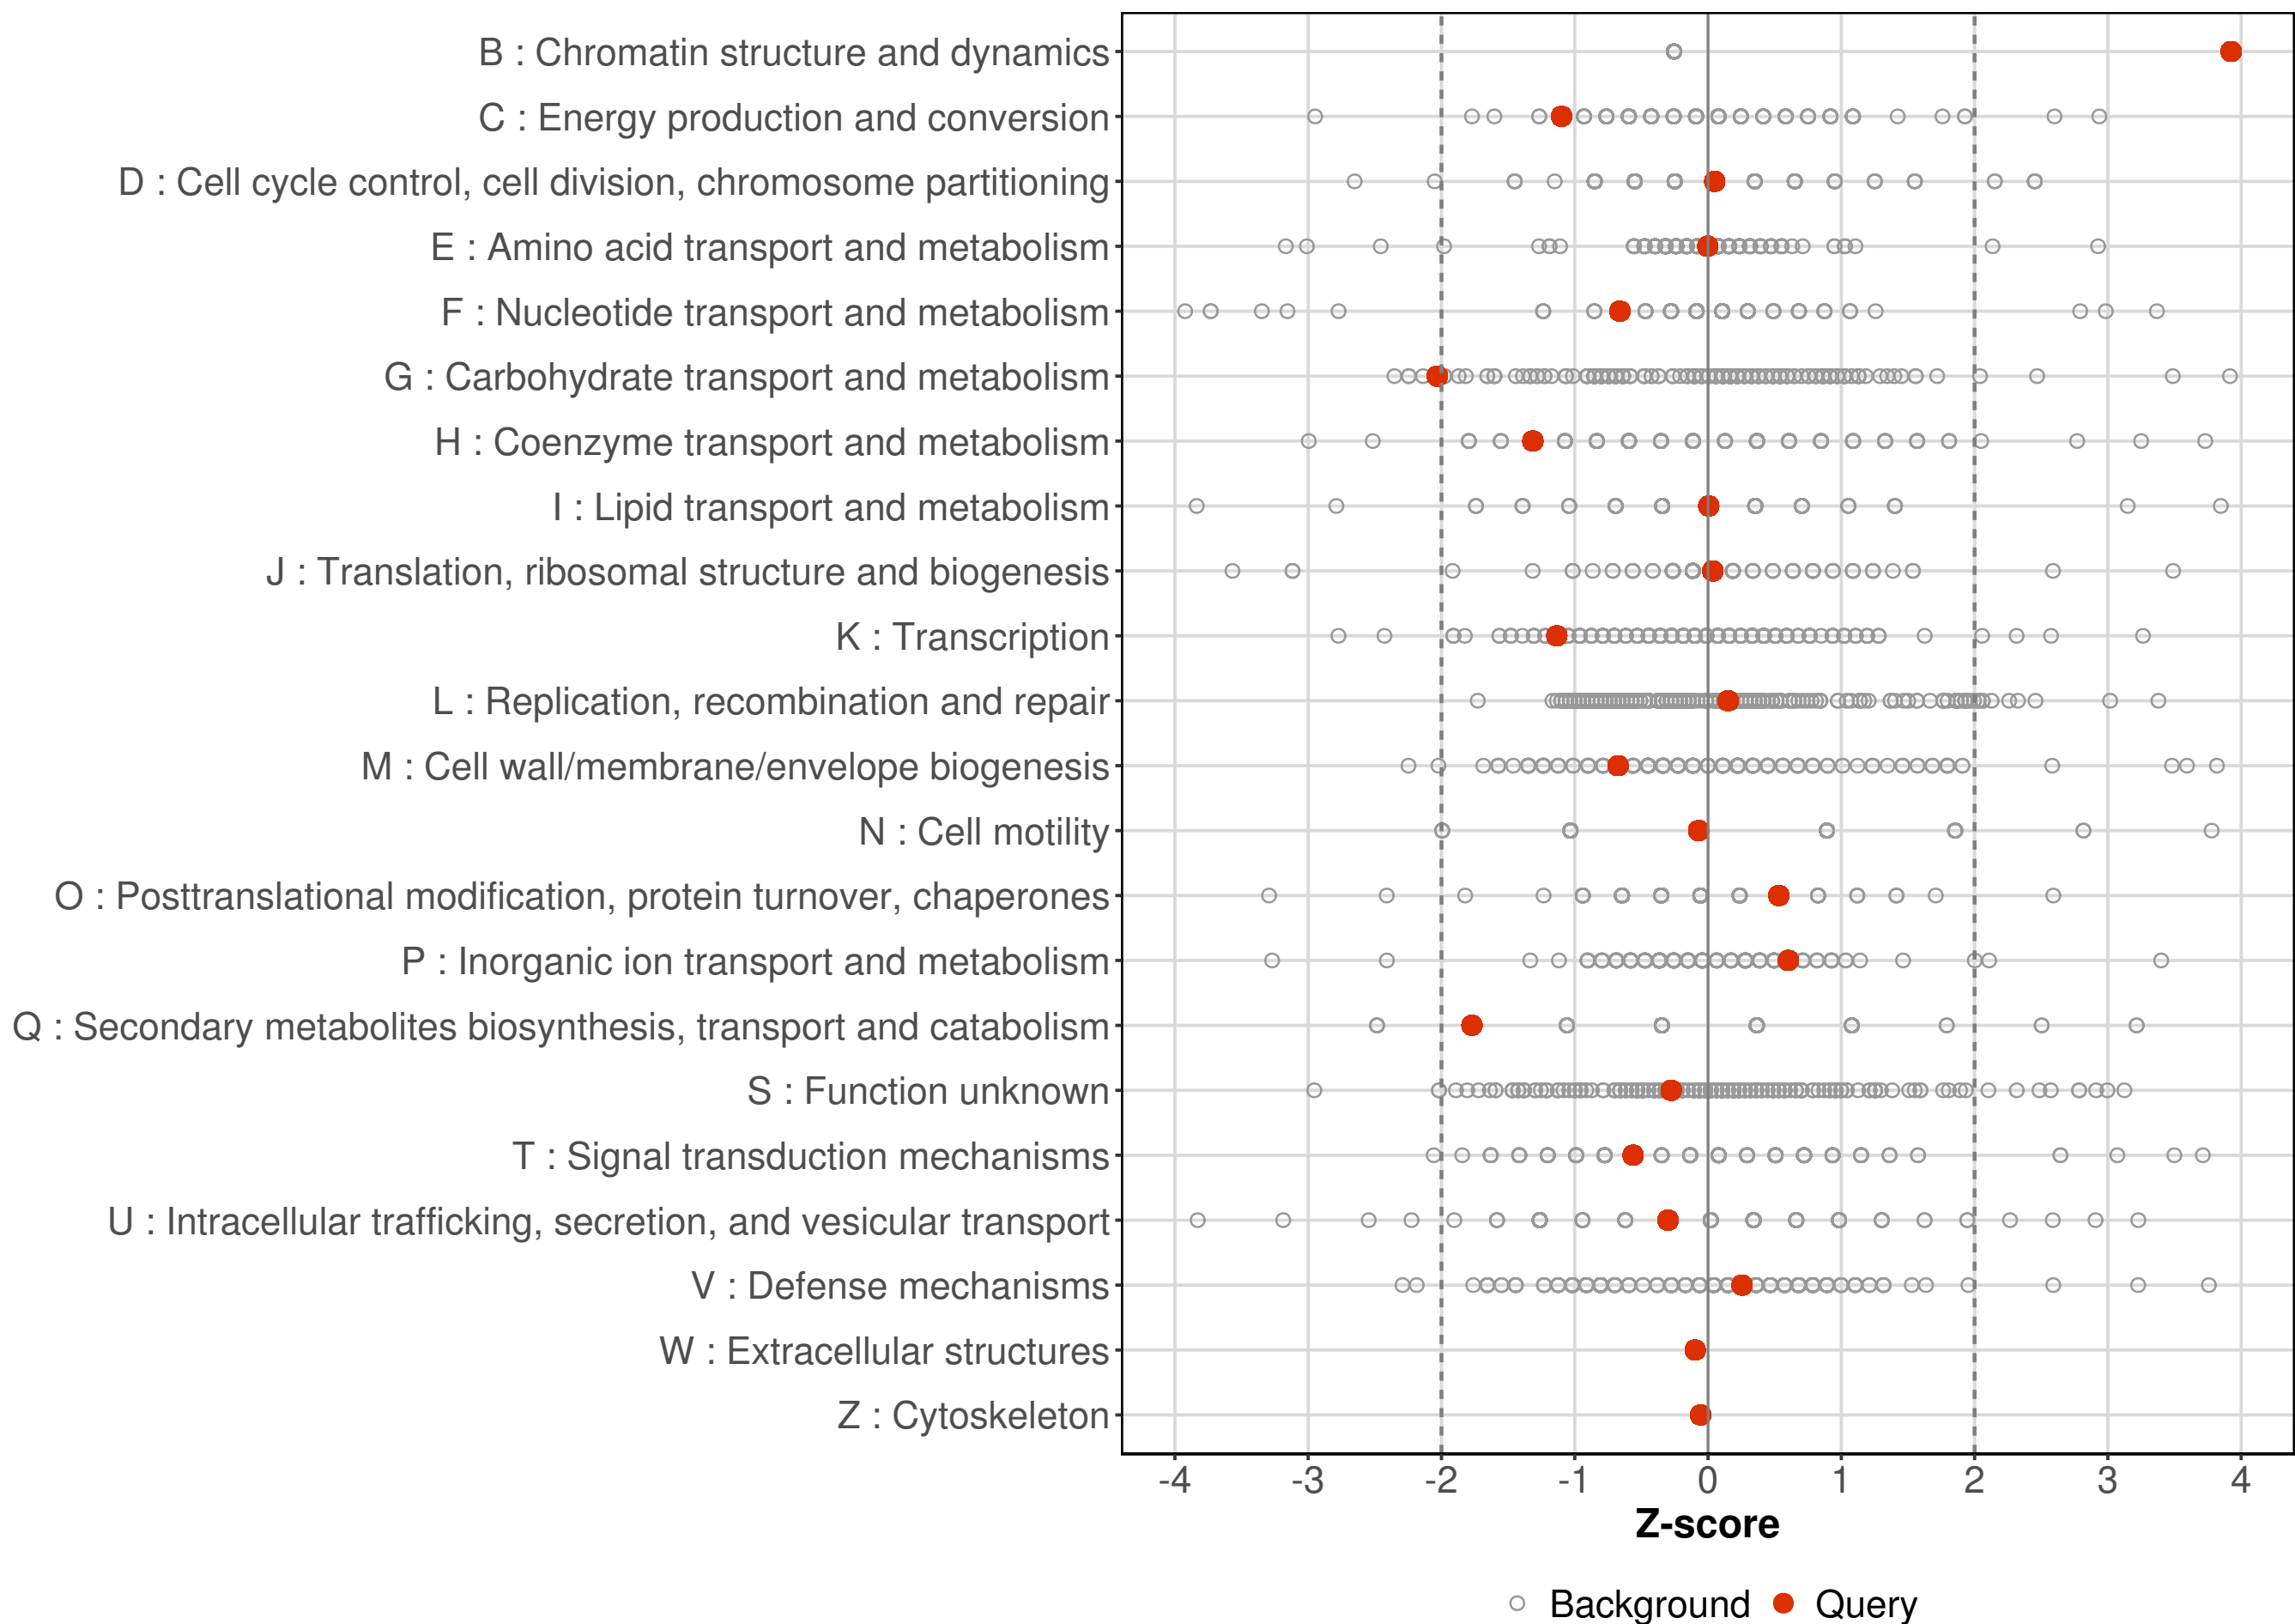 B : Chromatin structure and dynamics
C : Energy production and conversion
D : Cell cycle control, cell division, chromosome partitioning
E : Amino acid transport and metabolism
F : Nucleotide transport and metabolism
G : Carbohydrate transport and metabolism
H : Coenzyme transport and metabolism
I : Lipid transport and metabolism
J : Translation, ribosomal structure and biogenesis
K : Transcription
L : Replication, recombination and repair
M : Cell wall/membrane/envelope biogenesis
N : Cell motility
O : Posttranslational modification, protein turnover, chaperones
P : Inorganic ion transport and metabolism
Q : Secondary metabolites biosynthesis, transport and catabolism
S : Function unknown
T : Signal transduction mechanisms
U : Intracellular trafficking, secretion, and vesicular transport
V : Defense mechanisms
W : Extracellular structures
Z : Cytoskeleton
-4 -3 -2 -1 0 1 2 3 4
Z-score
Background Query